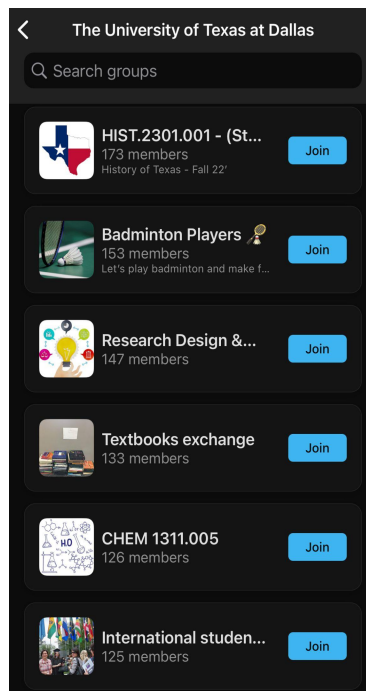 The University of Texas at Dallas
Search groups
HIST.2301.001 - (St...
173 members
History of Texas - Fall 22'
Join
Badminton Players 🏸
153 members
Let's play badminton and make f...
Join
Research Design &...
147 members
Join
Textbooks exchange
133 members
Join
CHEM 1311.005
H2O
126 members
Join
International studen...
125 members
Join